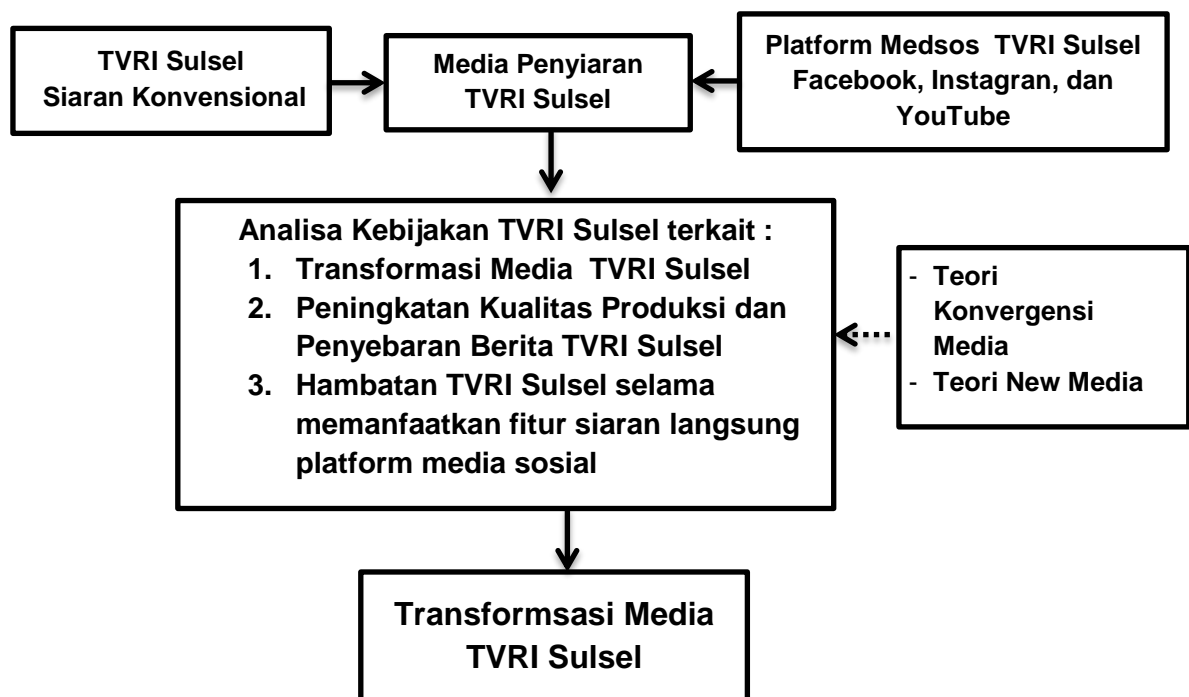 TVRI Sulsel
Siaran Konvensional
Media Penyiaran
TVRI Sulsel
Platform Medsos TVRI Sulsel
Facebook, Instagran, dan
YouTube
Analisa Kebijakan TVRI Sulsel terkait :
1. Transformasi Media TVRI Sulsel
2. Peningkatan Kualitas Produksi dan
Penyebaran Berita TVRI Sulsel
3. Hambatan TVRI Sulsel selama
memanfaatkan fitur siaran langsung
platform media sosial
- Teori
Konvergensi
Media
- Teori New Media
Transformsasi Media
TVRI Sulsel